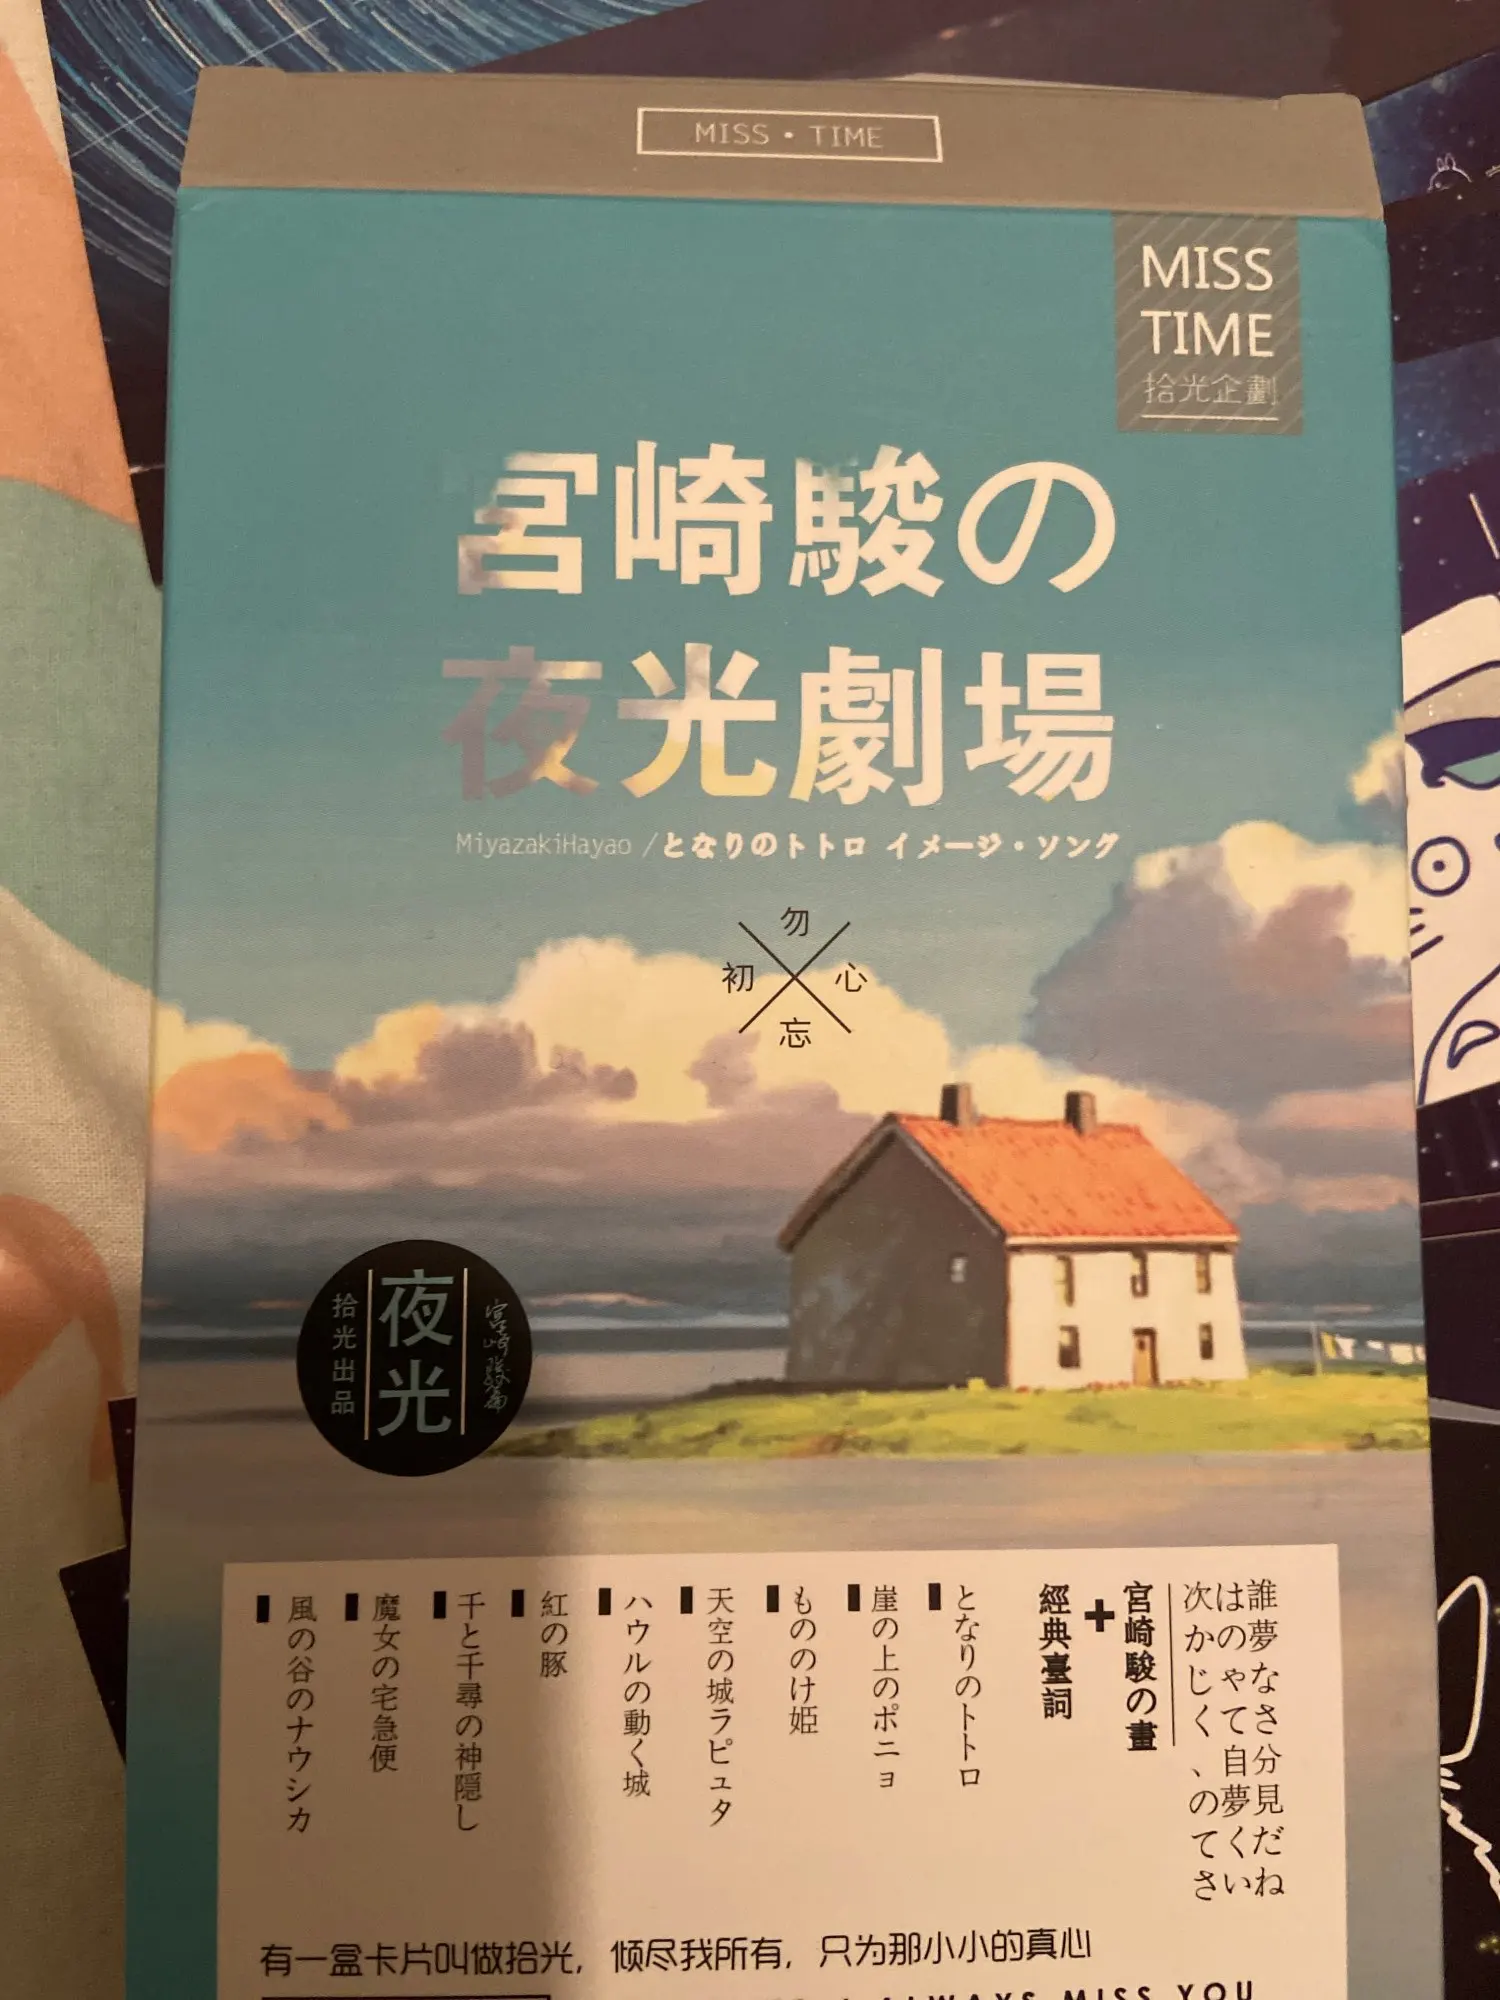 MISS・TIME
MISS
TIME
拾光企劃
宮崎駿の
夜光劇場
MiyazakiHayao /となりのトトロ イメージ・ソング
勿
初 心
忘
宮崎駿篇
夜光
拾光出品
誰夢なさ分見だね
はのゃて自夢くい
次かじく、のてさ
宮崎駿の畫
+
經典臺詞
となりのトトロ
崖の上のポニョ
もののけ姫
天空の城ラピュタ
ハウルの動く城
紅の豚
千と千尋の神隠し
魔女の宅急便
風の谷のナウシカ
有一盒卡片叫做拾光，倾尽我所有，只为那小小的真心
ALWAYS MISS YOU